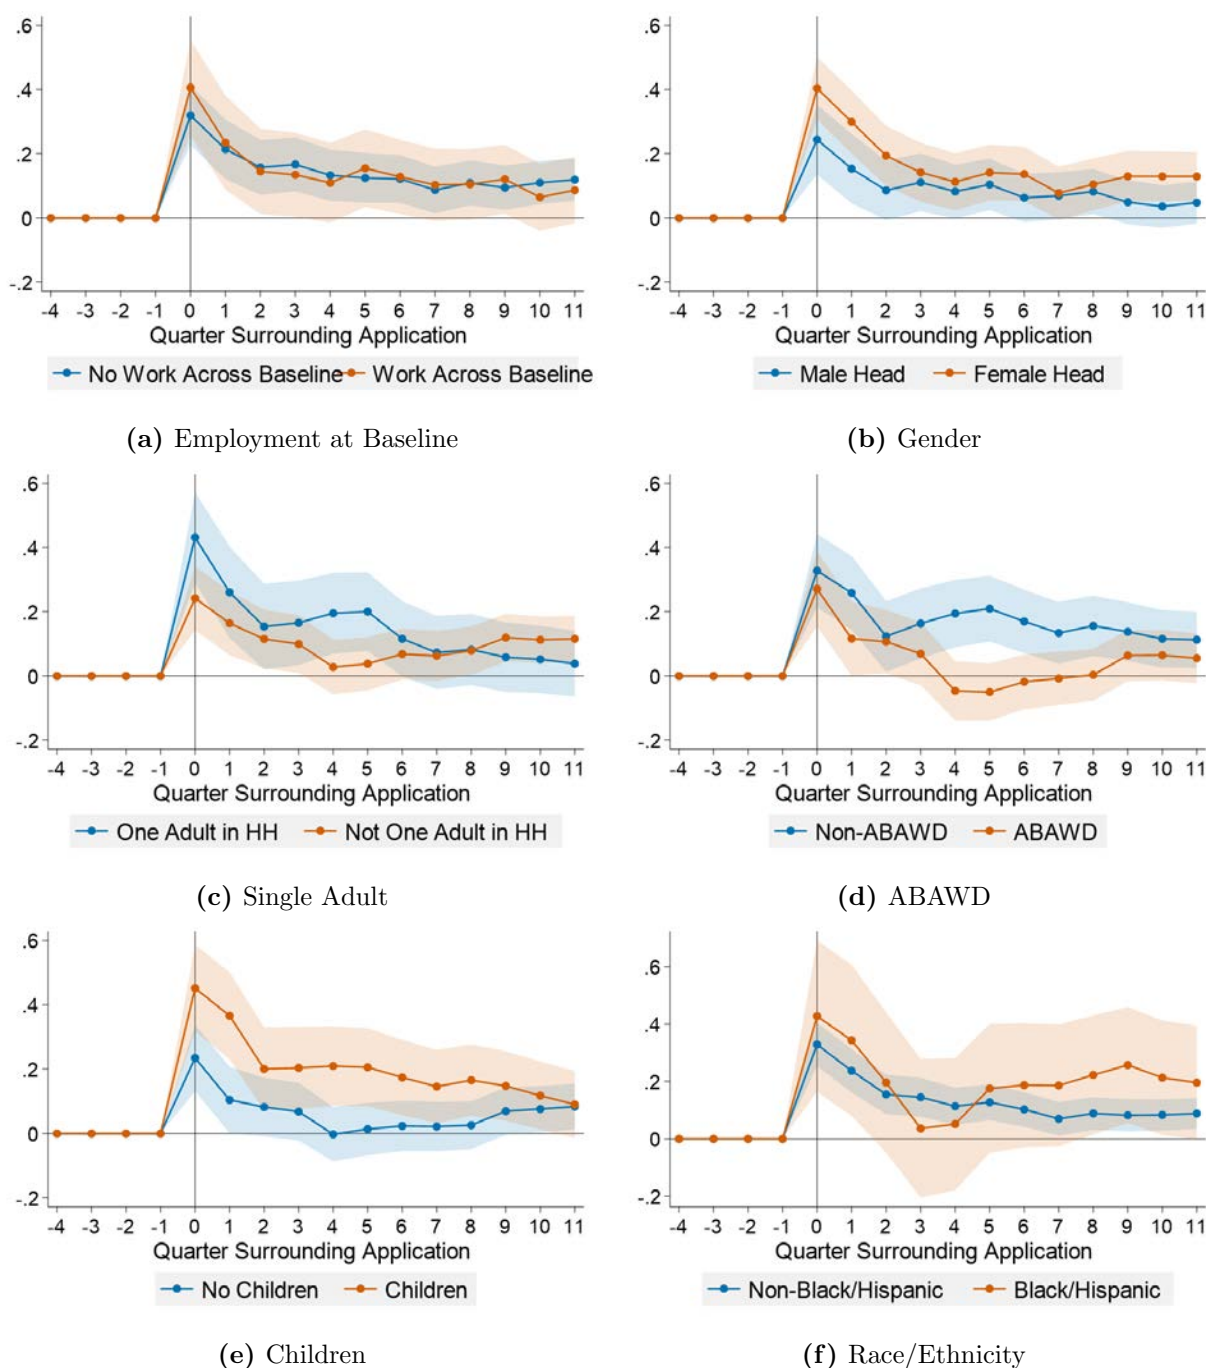 .6 .6
.4 .4
.2 .2
0 0
-.2 -.2
-4 -3 -2 -1 0 1 2 3 4 5 6 7 8 9 10 11 -4 -3 -2 -1 0 1 2 3 4 5 6 7 8 9 10 11
Quarter Surrounding Application Quarter Surrounding Application
No Work Across Baseline Work Across Baseline Male Head Female Head
(a) Employment at Baseline (b) Gender
.6 .6
.4 .4
.2 .2
0 0
-.2 -.2
-4 -3 -2 -1 0 1 2 3 4 5 6 7 8 9 10 11 -4 -3 -2 -1 0 1 2 3 4 5 6 7 8 9 10 11
Quarter Surrounding Application Quarter Surrounding Application
One Adult in HH Not One Adult in HH Non-ABAWD ABAWD
(c) Single Adult (d) ABAWD
.6 .6
.4 .4
.2 .2
0 0
-.2 -.2
-4 -3 -2 -1 0 1 2 3 4 5 6 7 8 9 10 11 -4 -3 -2 -1 0 1 2 3 4 5 6 7 8 9 10 11
Quarter Surrounding Application Quarter Surrounding Application
No Children Children Non-Black/Hispanic Black/Hispanic
(e) Children (f) Race/Ethnicity